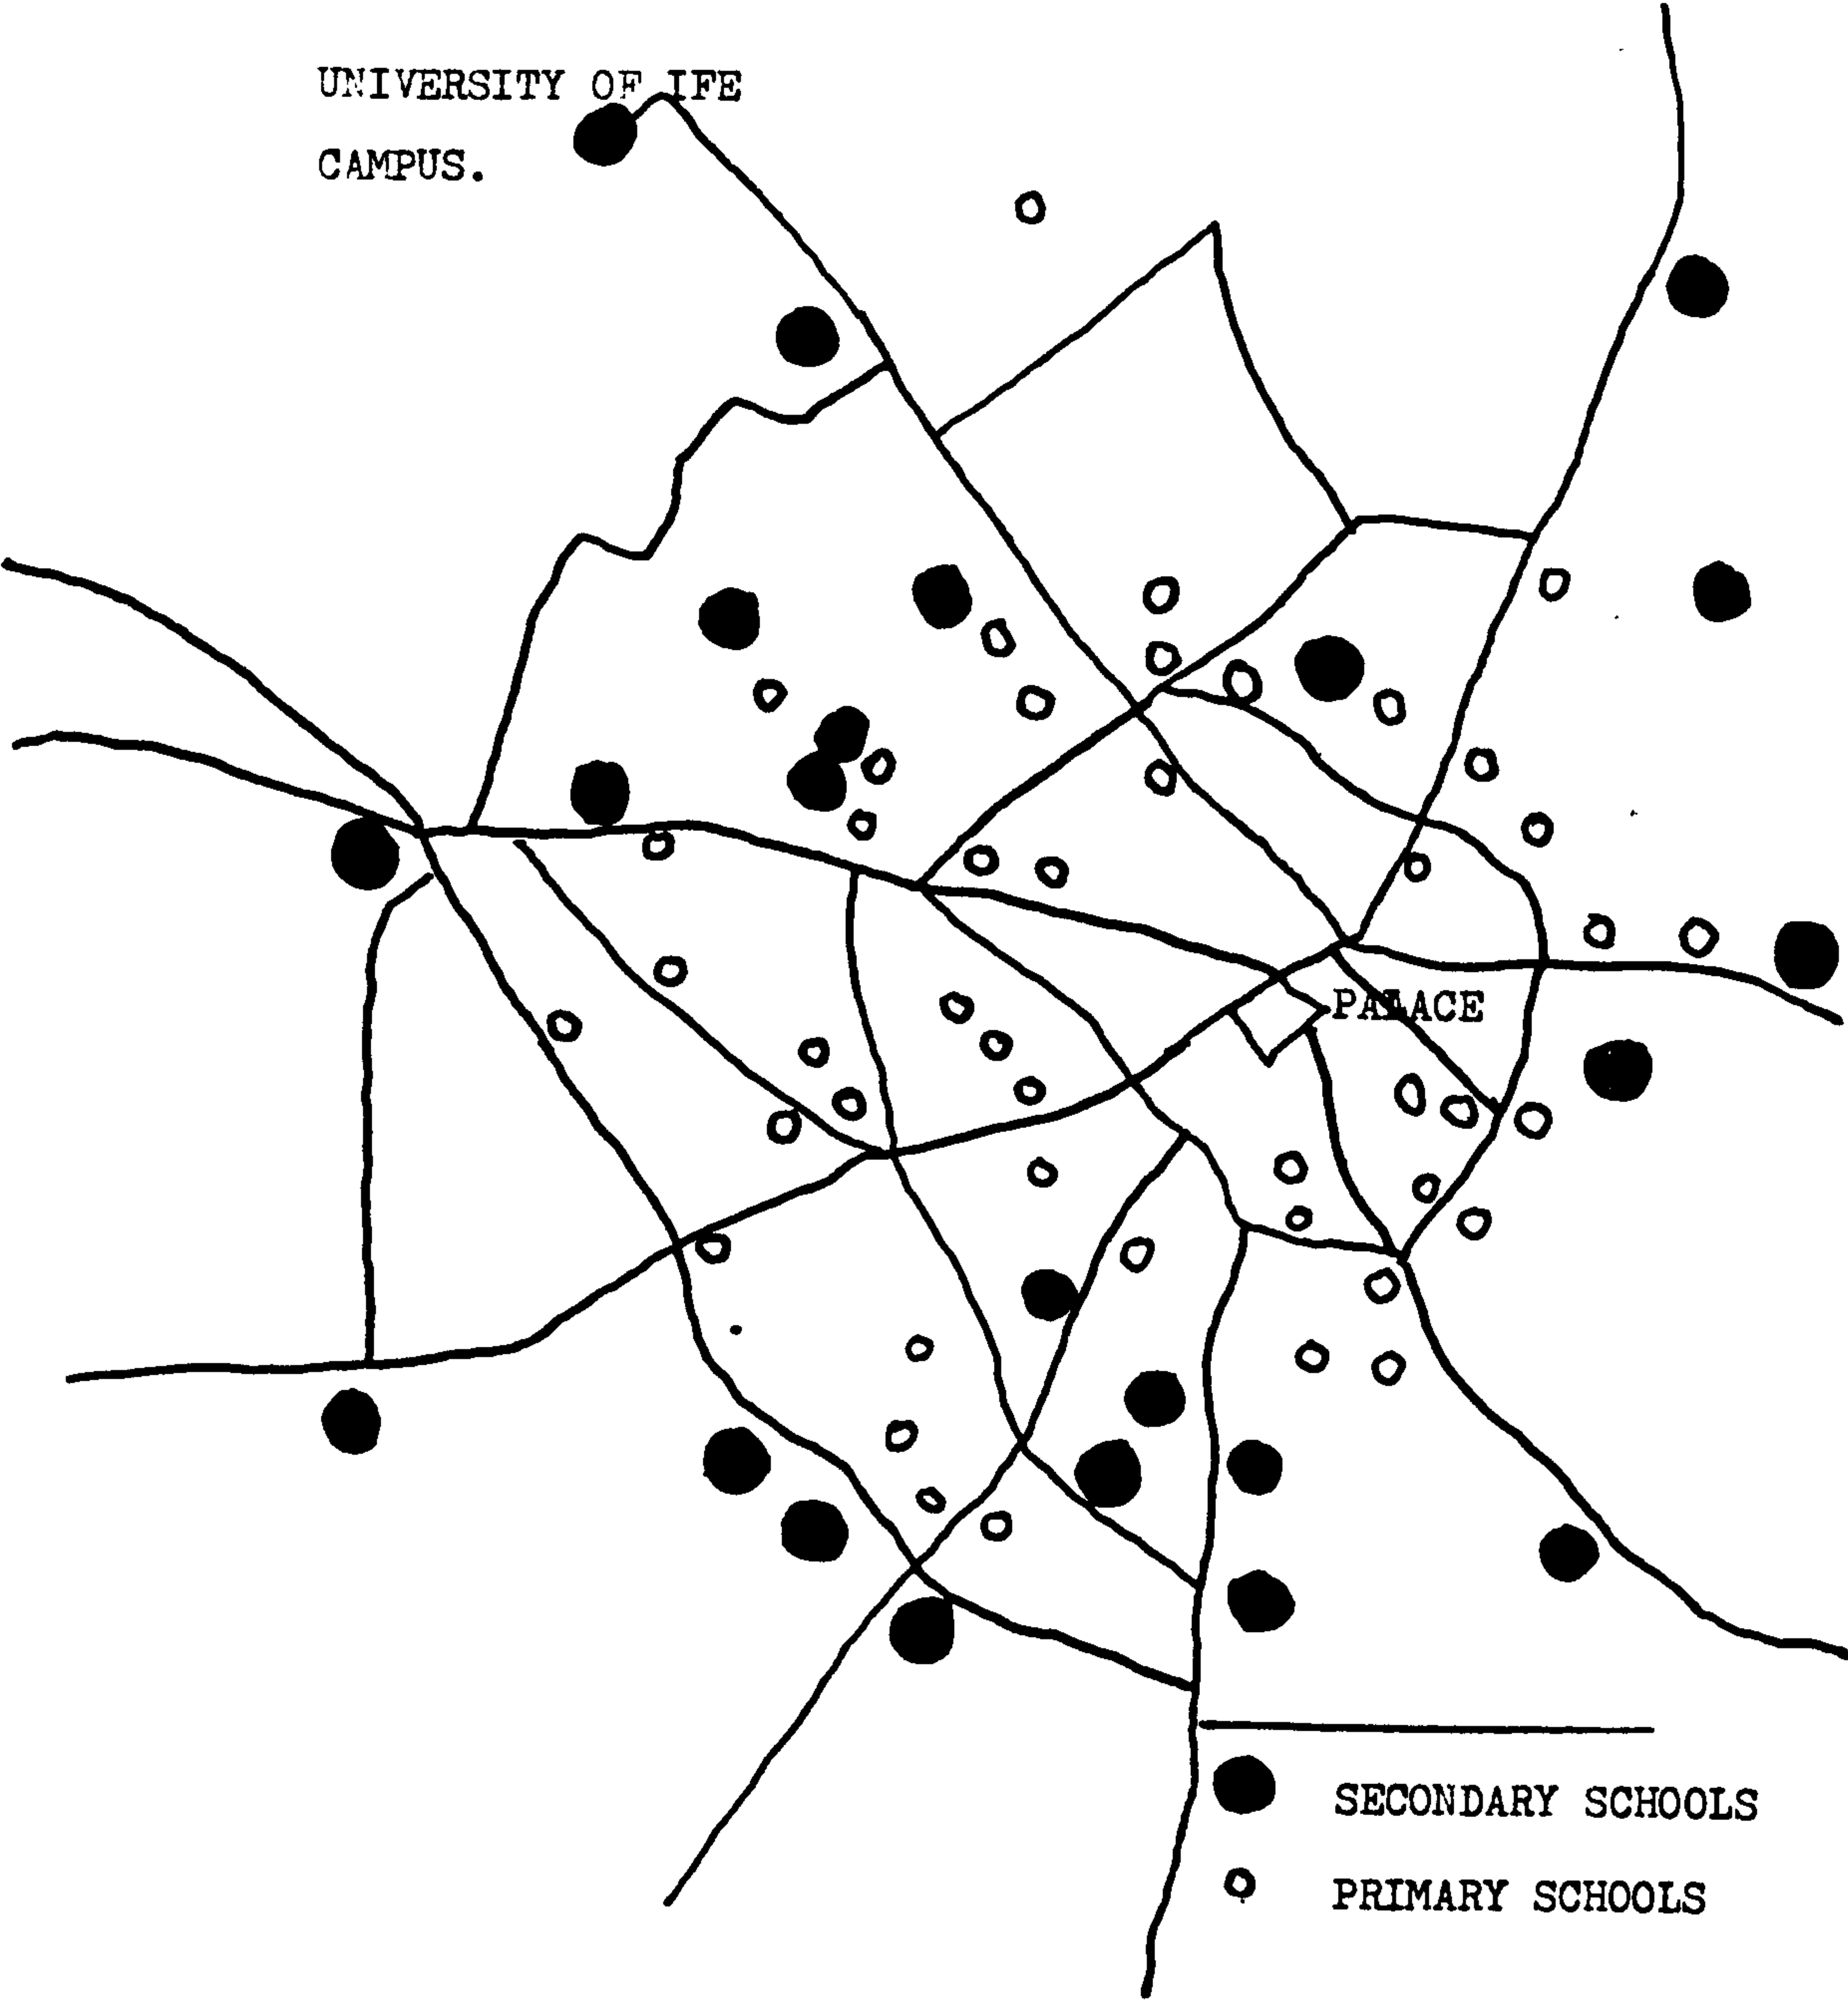 UNIVERSITY OF IFE
CAMPUS.
PALACE
SECONDARY SCHOOLS
PRIMARY SCHOOLS